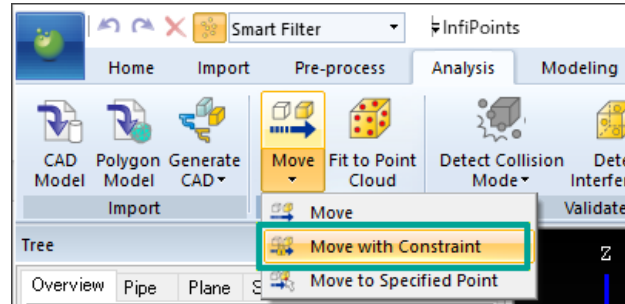 Smart Filter
InfiPoints
Home Import Pre-process Analysis Modeling
CAD Model
Polygon Model
Generate CAD
Move
Fit to Point Cloud
Detect Collision Mode
Import
Validate
Move
Move with Constraint
Move to Specified Point
Tree
Overview Pipe Plane
Z